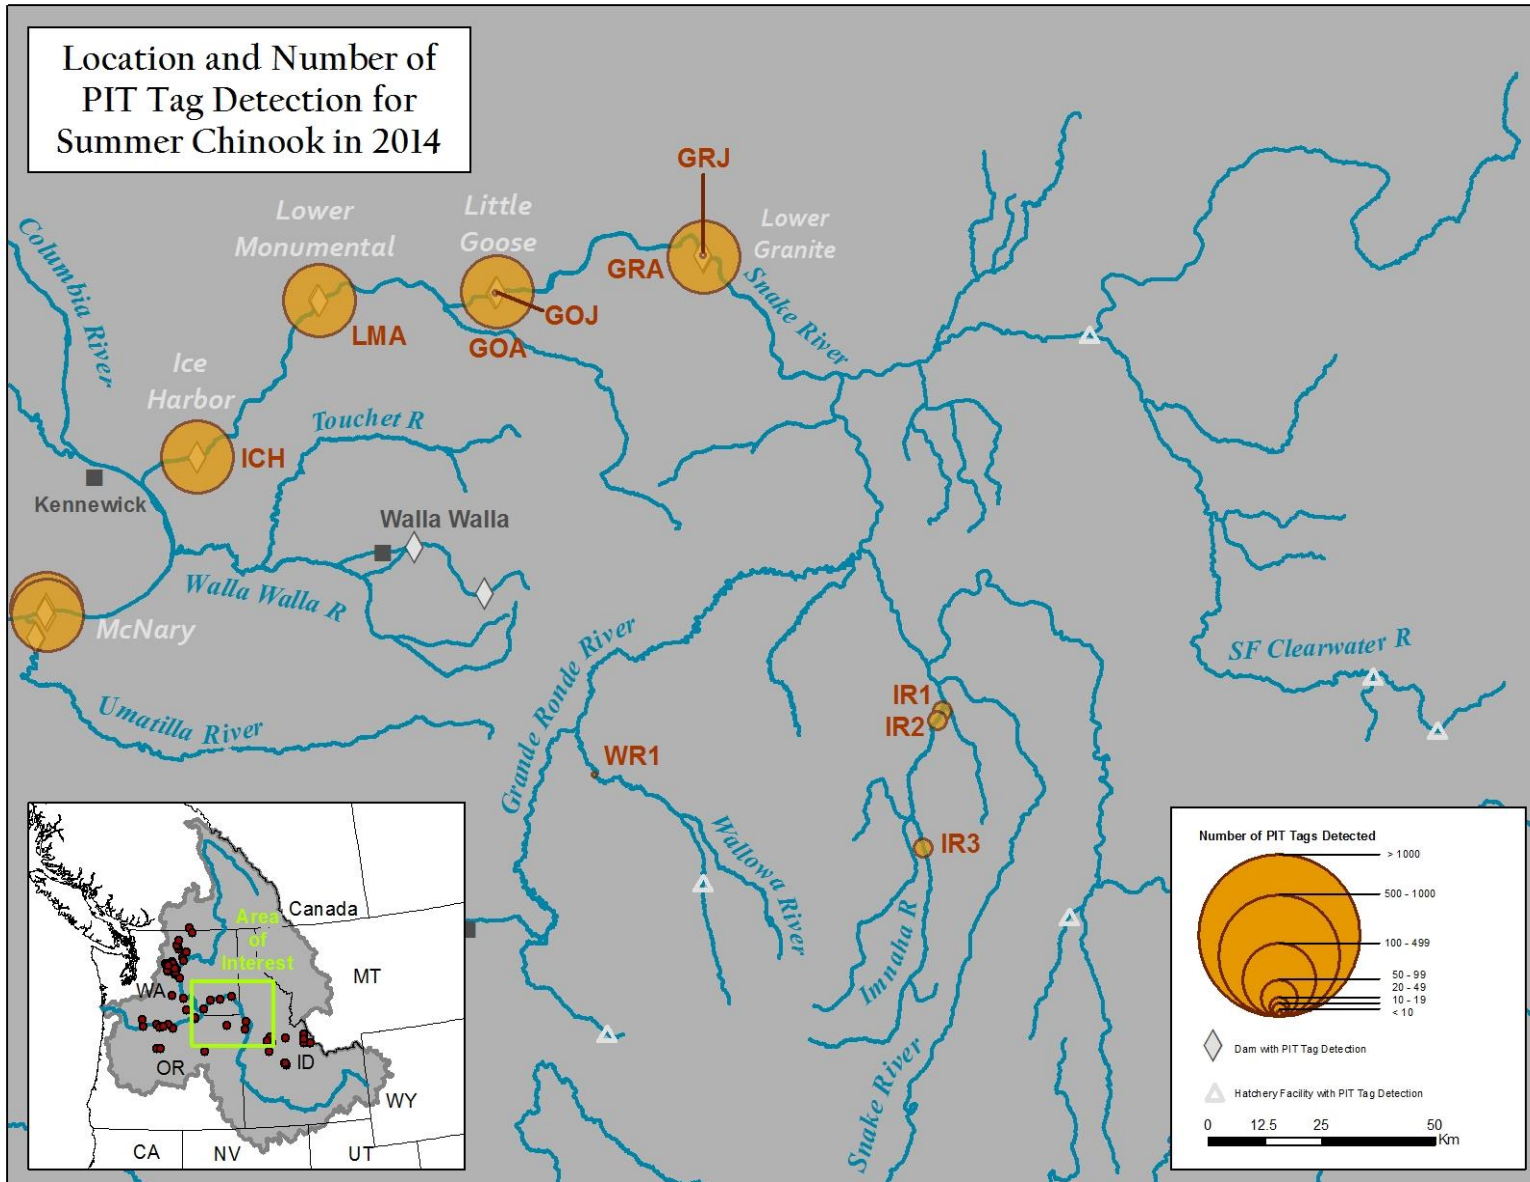 Location and Number of
PIT Tag Detection for
Summer Chinook in 2014
GRJ
Lower
Monumental
Little
Goose
Lower
Granite
Columbia River
GRA
Snake River
LMA
GOJ
GOA
Ice
Harbor
Touchet R
ICH
Kennewick
Walla Walla
Walla Walla R
McNary
Umatilla River
Grande Ronde River
SF Clearwater R
IR1
IR2
WR1
Wallowa River
IR3
Imnaha R
Snake River
Canada
Area
of
Interest
MT
WA
OR
ID
WY
CA
NV
UT
Number of PIT Tags Detected
> 1000
500 - 1000
100 - 499
50 - 99
20 - 49
10 - 19
< 10
Dam with PIT Tag Detection
Hatchery Facility with PIT Tag Detection
0 12.5 25 50
Km